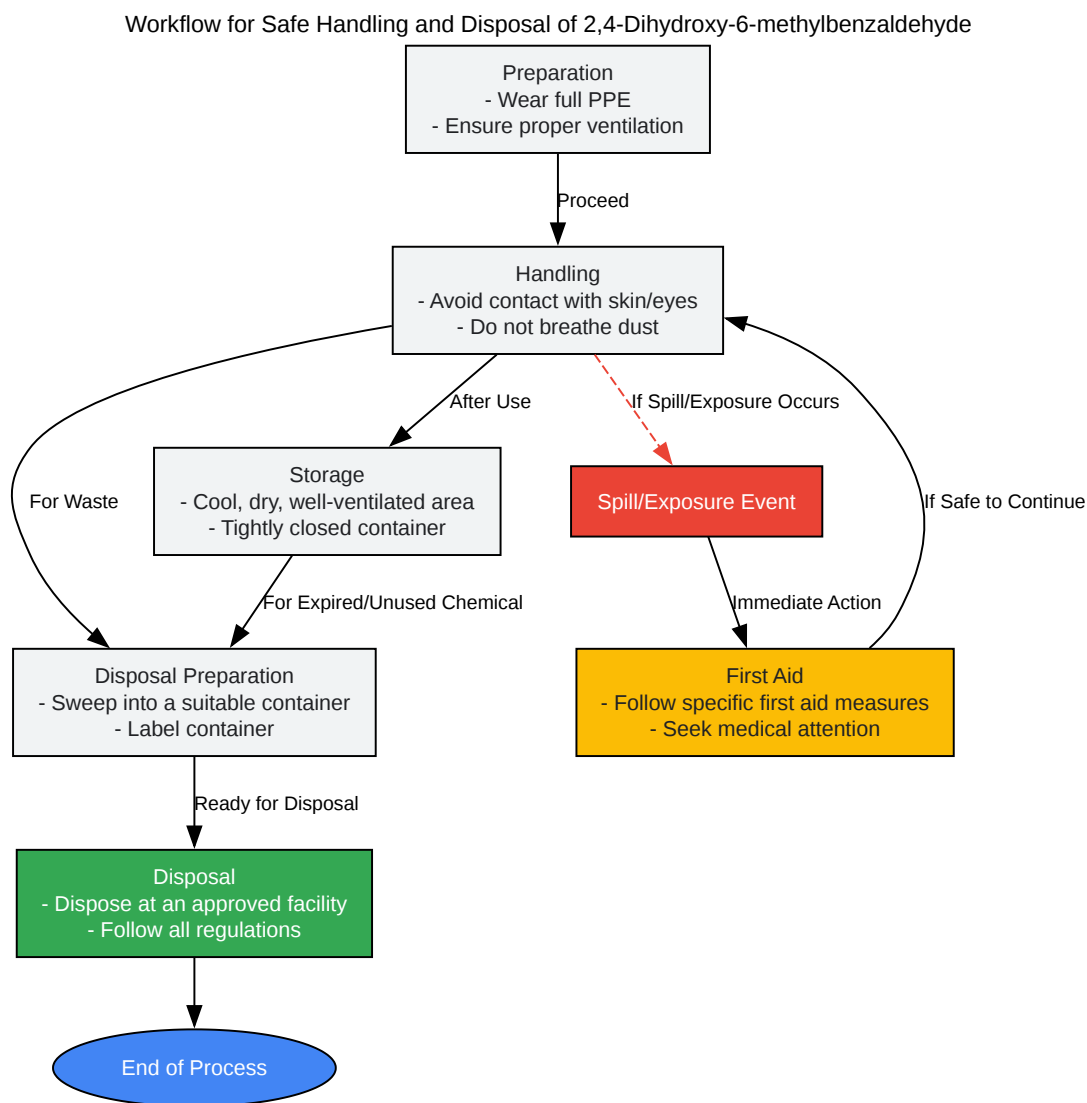 Workflow for Safe Handling and Disposal of 2,4-Dihydroxy-6-methylbenzaldehyde
Preparation
- Wear full PPE
- Ensure proper ventilation
Proceed
Handling
- Avoid contact with skin/eyes
- Do not breathe dust
After Use
If Spill/Exposure Occurs
For Waste
Storage
- Cool, dry, well-ventilated area
- Tightly closed container
Spill/Exposure Event
If Safe to Continue
For Expired/Unused Chemical
Immediate Action
Disposal Preparation
- Sweep into a suitable container
- Label container
First Aid
- Follow specific first aid measures
- Seek medical attention
Ready for Disposal
Disposal
- Dispose at an approved facility
- Follow all regulations
End of Process